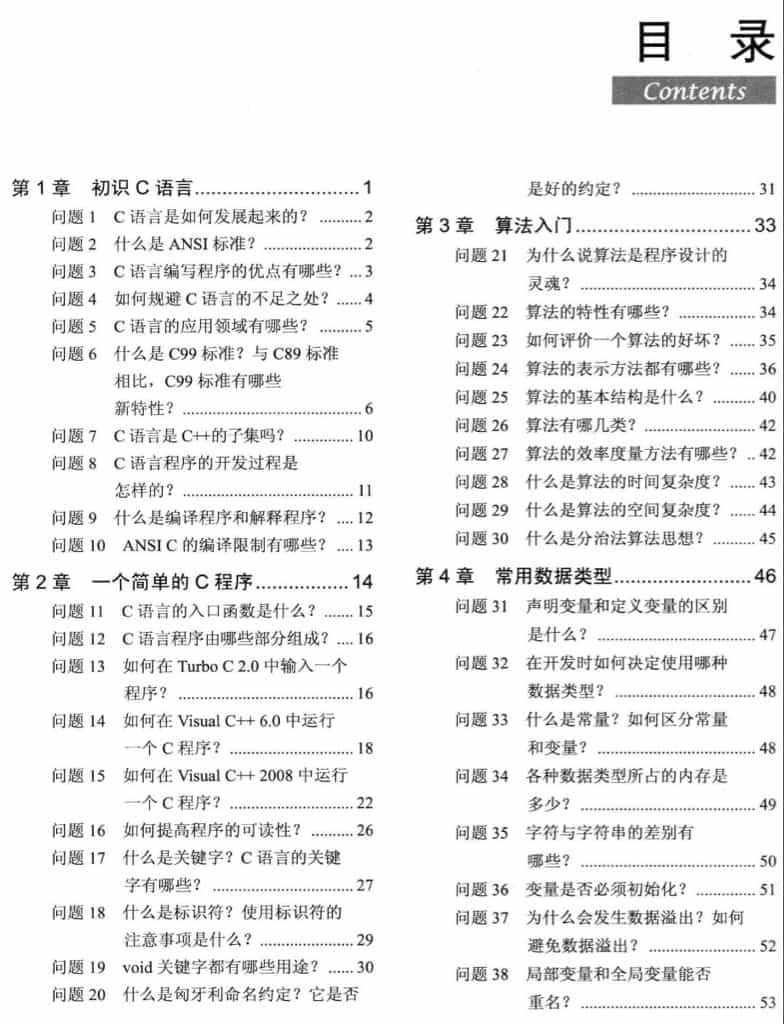 目 录
Contents
第 1 章 初识 C 语言............................1
问题 1 C 语言是如何发展起来的？..........2
问题 2 什么是 ANSI 标准？.......................2
问题 3 C 语言编写程序的优点有哪些？...3
问题 4 如何规避 C 语言的不足之处？......4
问题 5 C 语言的应用领域有哪些？..........5
问题 6 什么是 C99 标准？与 C89 标准
相比，C99 标准有哪些
新特性？..........................................6
问题 7 C 语言是 C++的子集吗？..............10
问题 8 C 语言程序的开发过程是
怎样的？........................................11
问题 9 什么是编译程序和解释程序？....12
问题 10 ANSI C 的编译限制有哪些？....13
第 2 章 一个简单的 C 程序................14
问题 11 C 语言的入口函数是什么？.......15
问题 12 C 语言程序由哪些部分组成？....16
问题 13 如何在 Turbo C 2.0 中输入一个
程序？.........................................16
问题 14 如何在 Visual C++ 6.0 中运行
一个 C 程序？.............................18
问题 15 如何在 Visual C++ 2008 中运行
一个 C 程序？.............................22
问题 16 如何提高程序的可读性？..........26
问题 17 什么是关键字？C 语言的关键
字有哪些？.................................27
问题 18 什么是标识符？使用标识符的
注意事项是什么？......................29
问题 19 void 关键字都有哪些用途？......30
问题 20 什么是匈牙利命名约定？它是否
是好的约定？.............................31
第 3 章 算法入门..............................33
问题 21 为什么说算法是程序设计的
灵魂？.........................................34
问题 22 算法的特性有哪些？..................34
问题 23 如何评价一个算法的好坏？......35
问题 24 算法的表示方法都有哪些？......36
问题 25 算法的基本结构是什么？..........40
问题 26 算法有哪几类？..........................42
问题 27 算法的效率度量方法有哪些？..42
问题 28 什么是算法的时间复杂度？......43
问题 29 什么是算法的空间复杂度？......44
问题 30 什么是分治法算法思想？..........45
第 4 章 常用数据类型.......................46
问题 31 声明变量和定义变量的区别
是什么？.....................................47
问题 32 在开发时如何决定使用哪种
数据类型？.................................48
问题 33 什么是常量？如何区分常量
和变量？.....................................48
问题 34 各种数据类型所占的内存是
多少？.........................................49
问题 35 字符与字符串的差别有
哪些？.........................................50
问题 36 变量是否必须初始化？..............51
问题 37 为什么会发生数据溢出？如何
避免数据溢出？.........................52
问题 38 局部变量和全局变量能否
重名？.........................................53